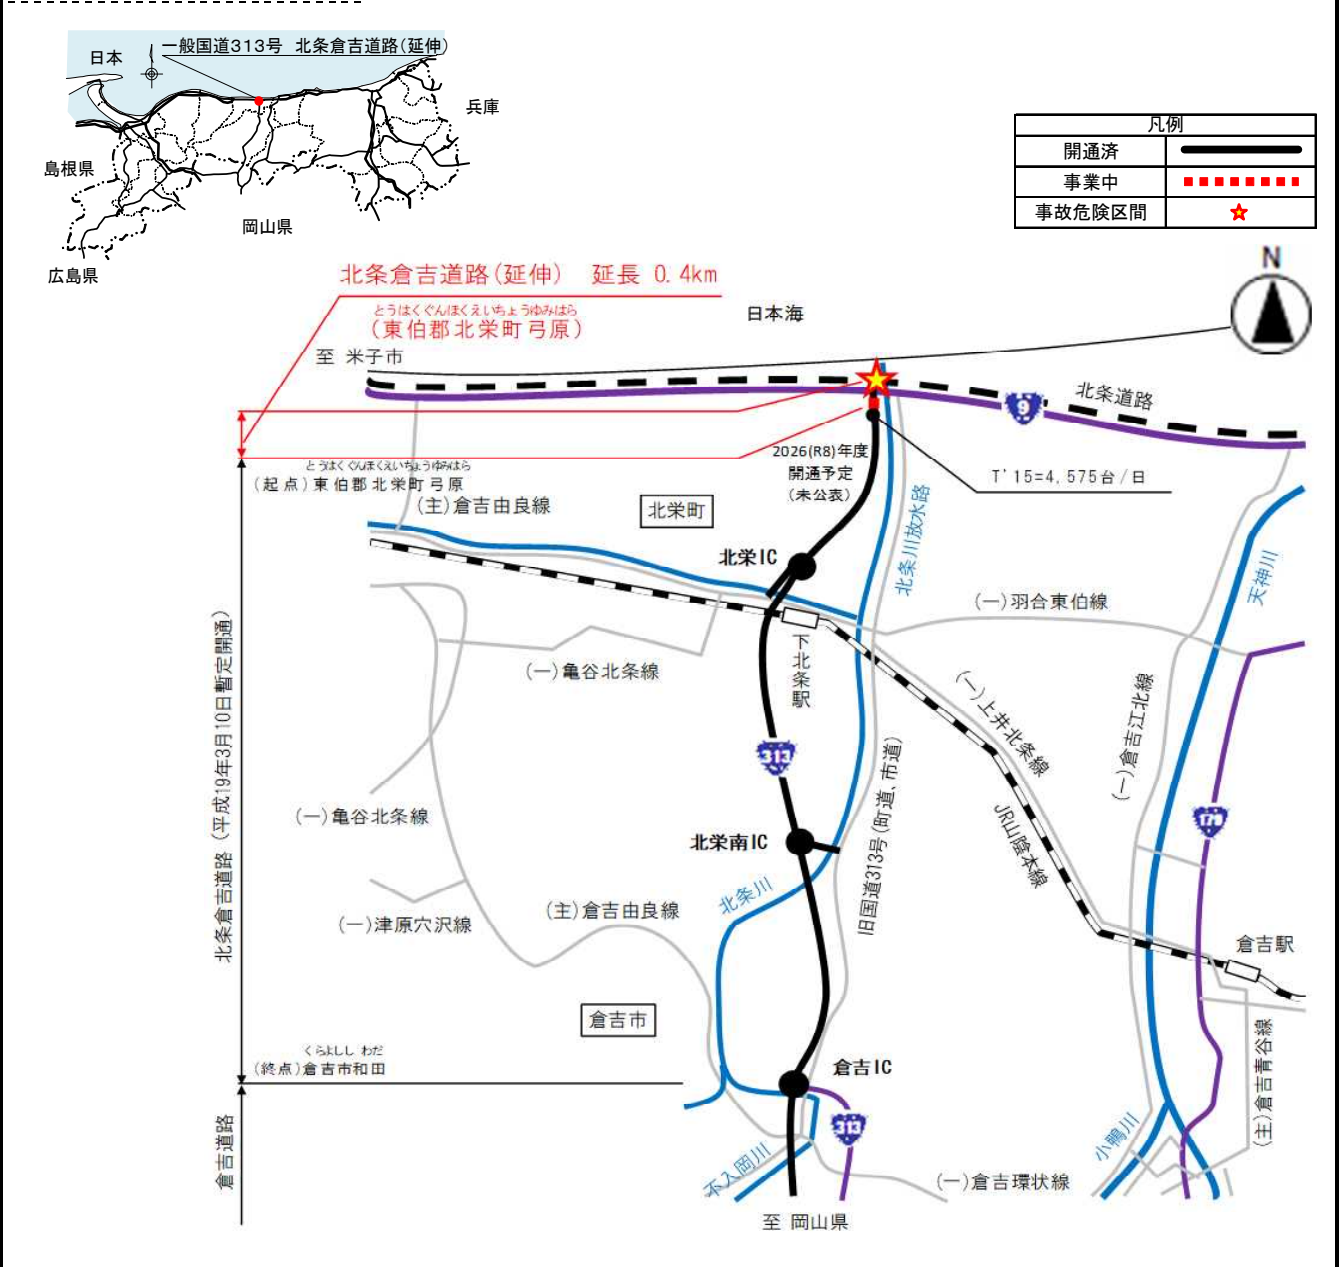 日本
一般国道313号　北条倉吉道路(延伸)
兵庫
島根県
岡山県
広島県
凡例
開通済
事業中
事故危険区間
N
北条倉吉道路(延伸)　延長 0.4km
とうはくぐんほくえいちょうゆみはら
(東伯郡北栄町弓原)
日本海
至 米子市
9
北条道路
2026(R8)年度
開通予定
(未公表)
T'15=4,575台/日
とうはくぐんほくえいちょうゆみはら
(起点)東伯郡北栄町弓原
(主)倉吉由良線
北栄町
北条川放水路
北栄IC
天神川
(一)羽合東伯線
下北条駅
(一)亀谷北条線
(一)上井北条線
(一)倉吉江北線
北条倉吉道路(平成19年3月10日暫定開通)
313
旧国道313号(町道、市道)
(一)亀谷北条線
JR山陰本線
179
北栄南IC
北条川
(一)津原穴沢線
(主)倉吉由良線
倉吉駅
倉吉市
(主)倉吉青谷線
くらよしし わだ
(終点)倉吉市和田
倉吉IC
313
倉吉道路
小鴨川
不入岡川
(一)倉吉環状線
至 岡山県